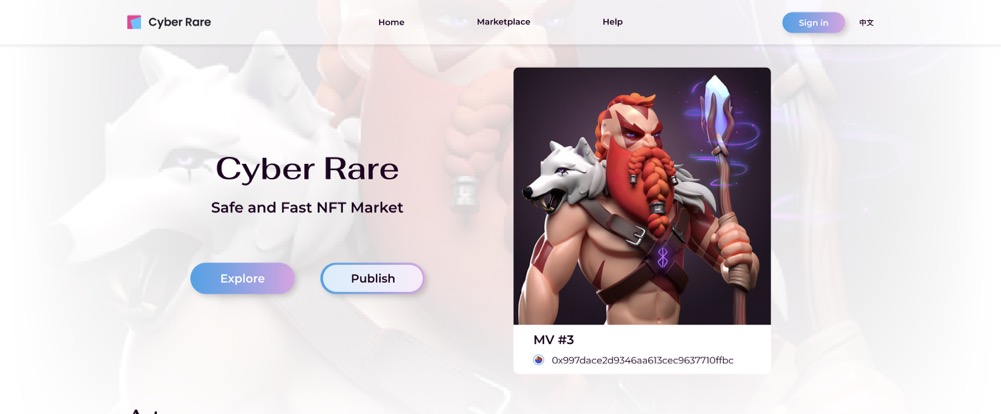 Cyber Rare
Home
Marketplace
Help
Sign in
中文
Cyber Rare
Safe and Fast NFT Market
Explore
Publish
MV #3
0x997dace2d9346aa613cec9637710ffbc